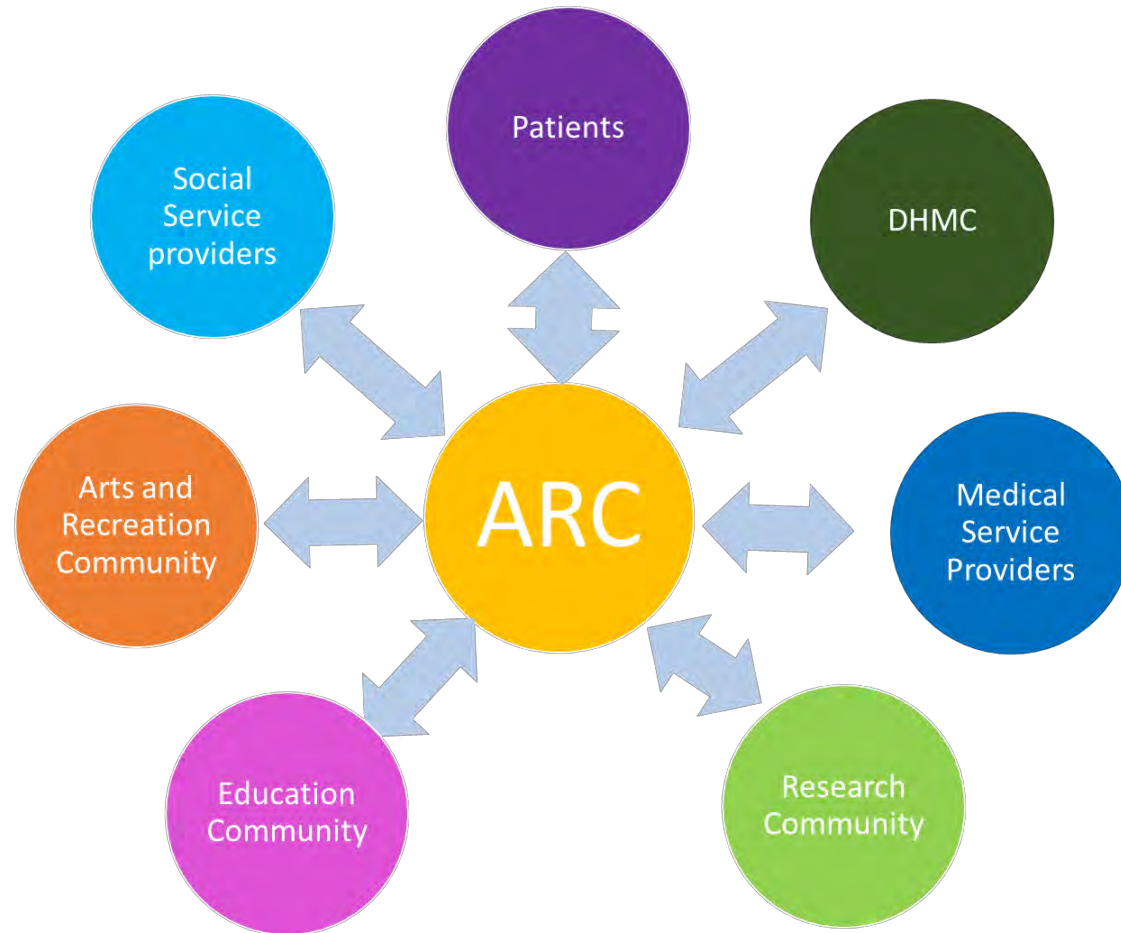 Patients
Social
Service
providers
DHMC
ARC
Arts and
Recreation
Community
Medical
Service
Providers
Education
Community
Research
Community